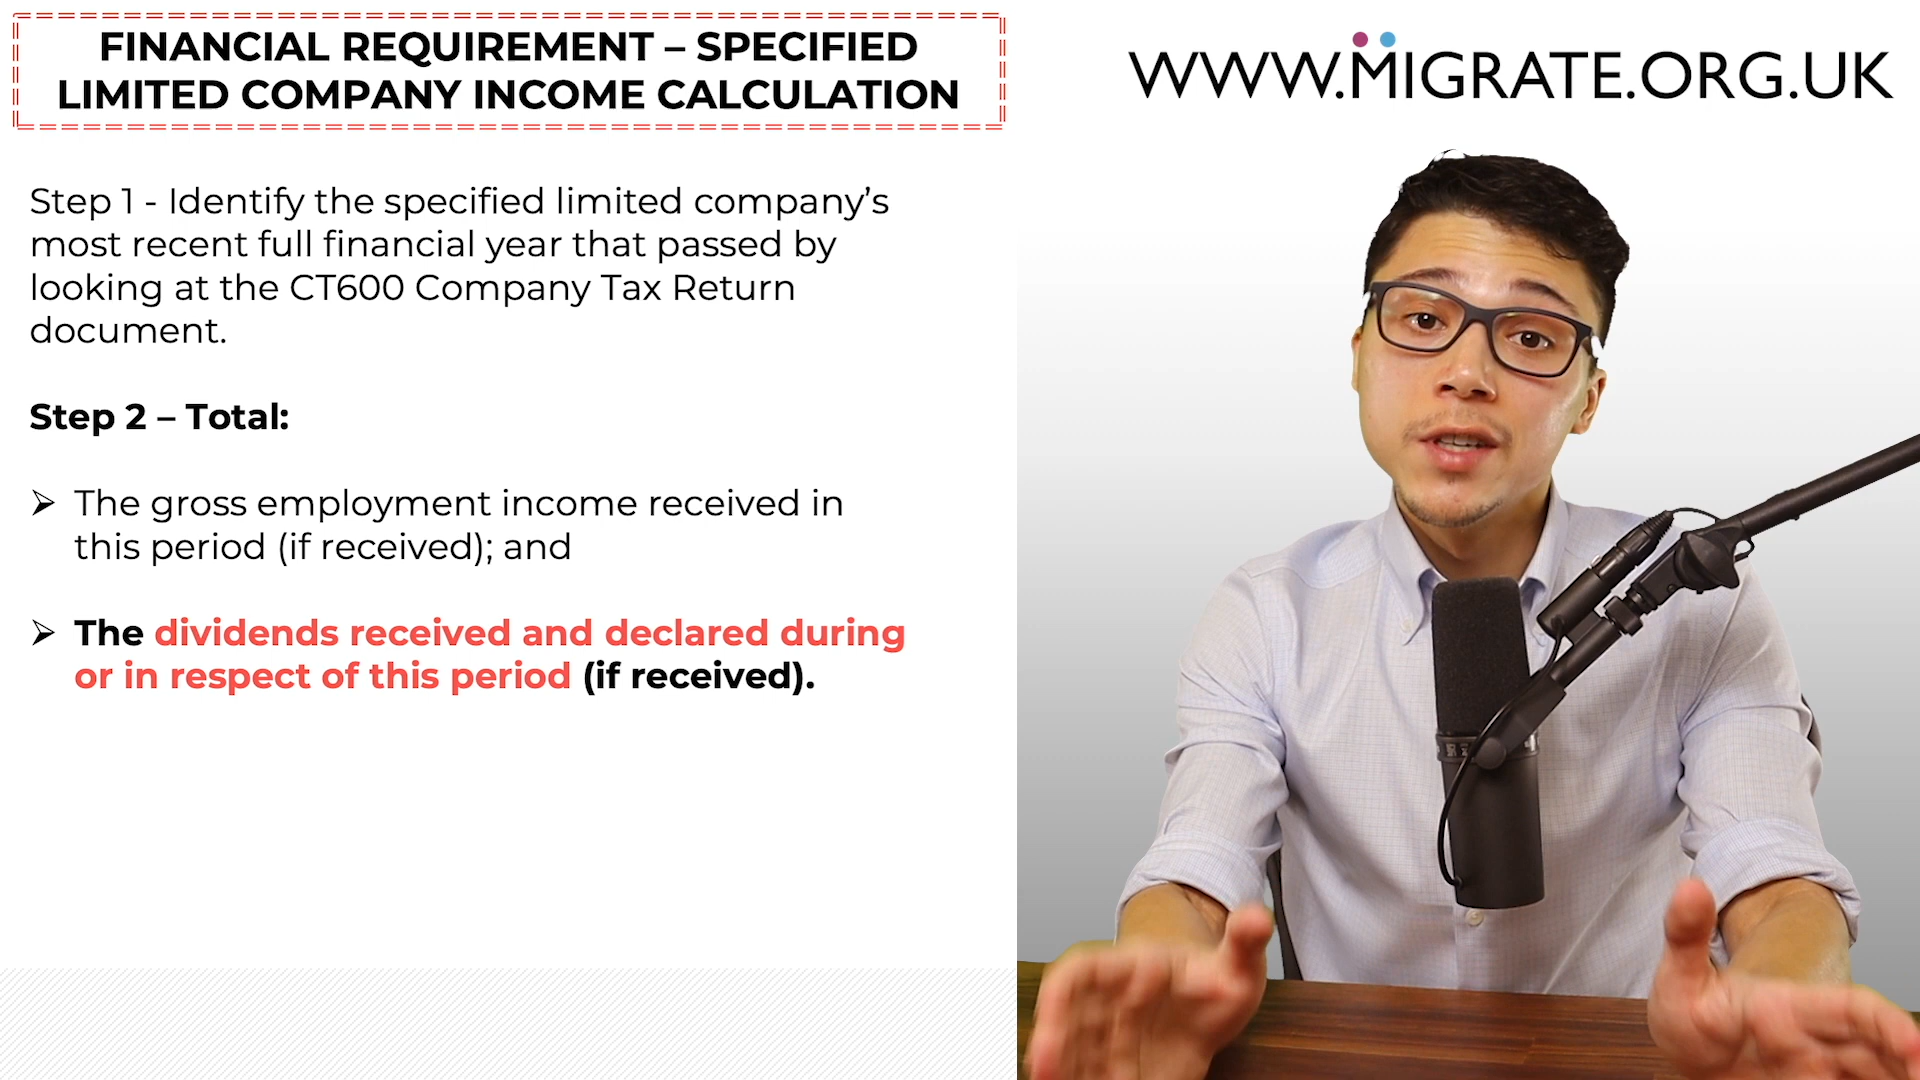 FINANCIAL REQUIREMENT – SPECIFIED
LIMITED COMPANY INCOME CALCULATION
WWW.MIGRATE.ORG.UK
Step 1 - Identify the specified limited company’s
most recent full financial year that passed by
looking at the CT600 Company Tax Return
document.
Step 2 – Total:
➢ The gross employment income received in
this period (if received); and
➢ The dividends received and declared during
or in respect of this period (if received).